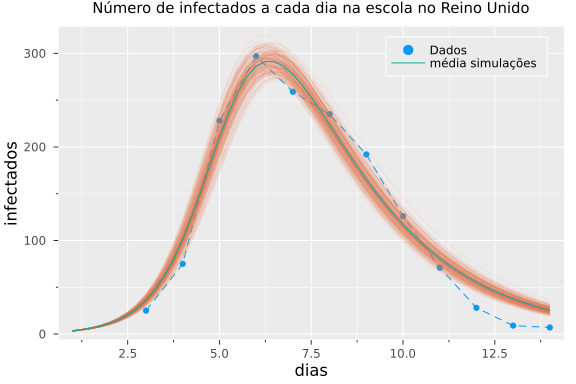 Número de infectados a cada dia na escola no Reino Unido
Dados
média simulações
infectados
300
200
100
0
2.5 5.0 7.5 10.0 12.5
dias